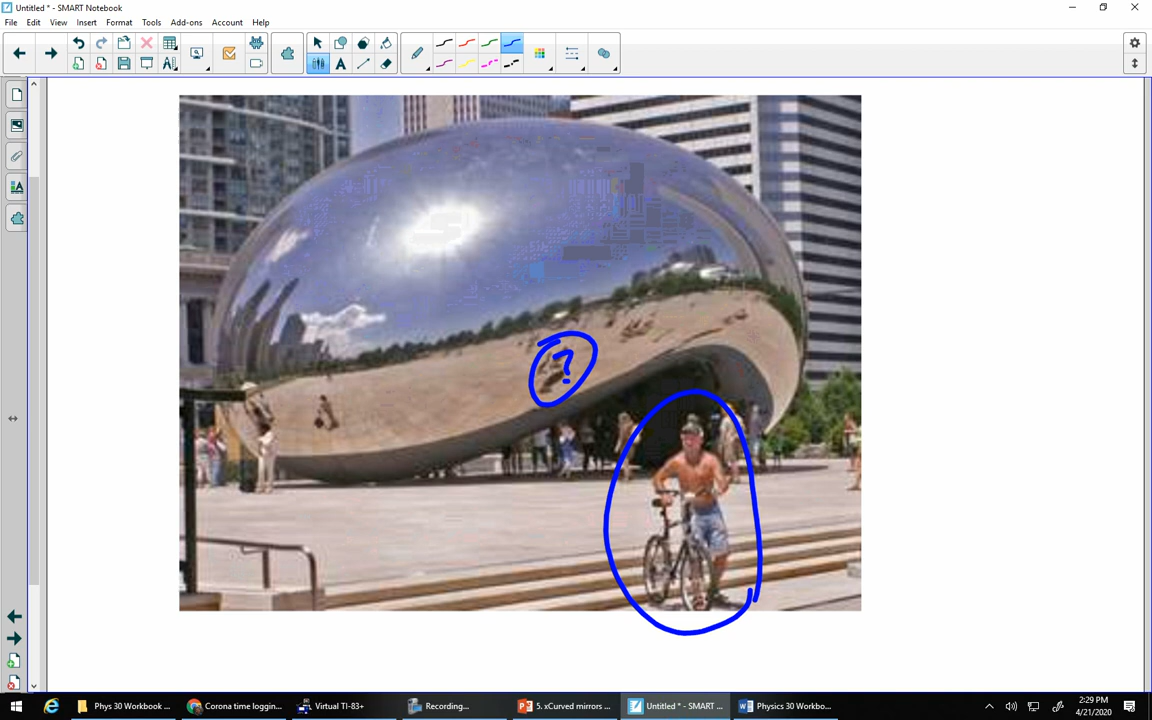 Untitled * - SMART Notebook
File Edit View Insert Format Tools Add-ons Account Help
?
Phys 30 Workbook ...
Corona time loggin...
Virtual TI-83+
Recording...
5. xCurved mirrors ...
Untitled * - SMART ...
Physics 30 Workbo...
2:29 PM
4/21/2020